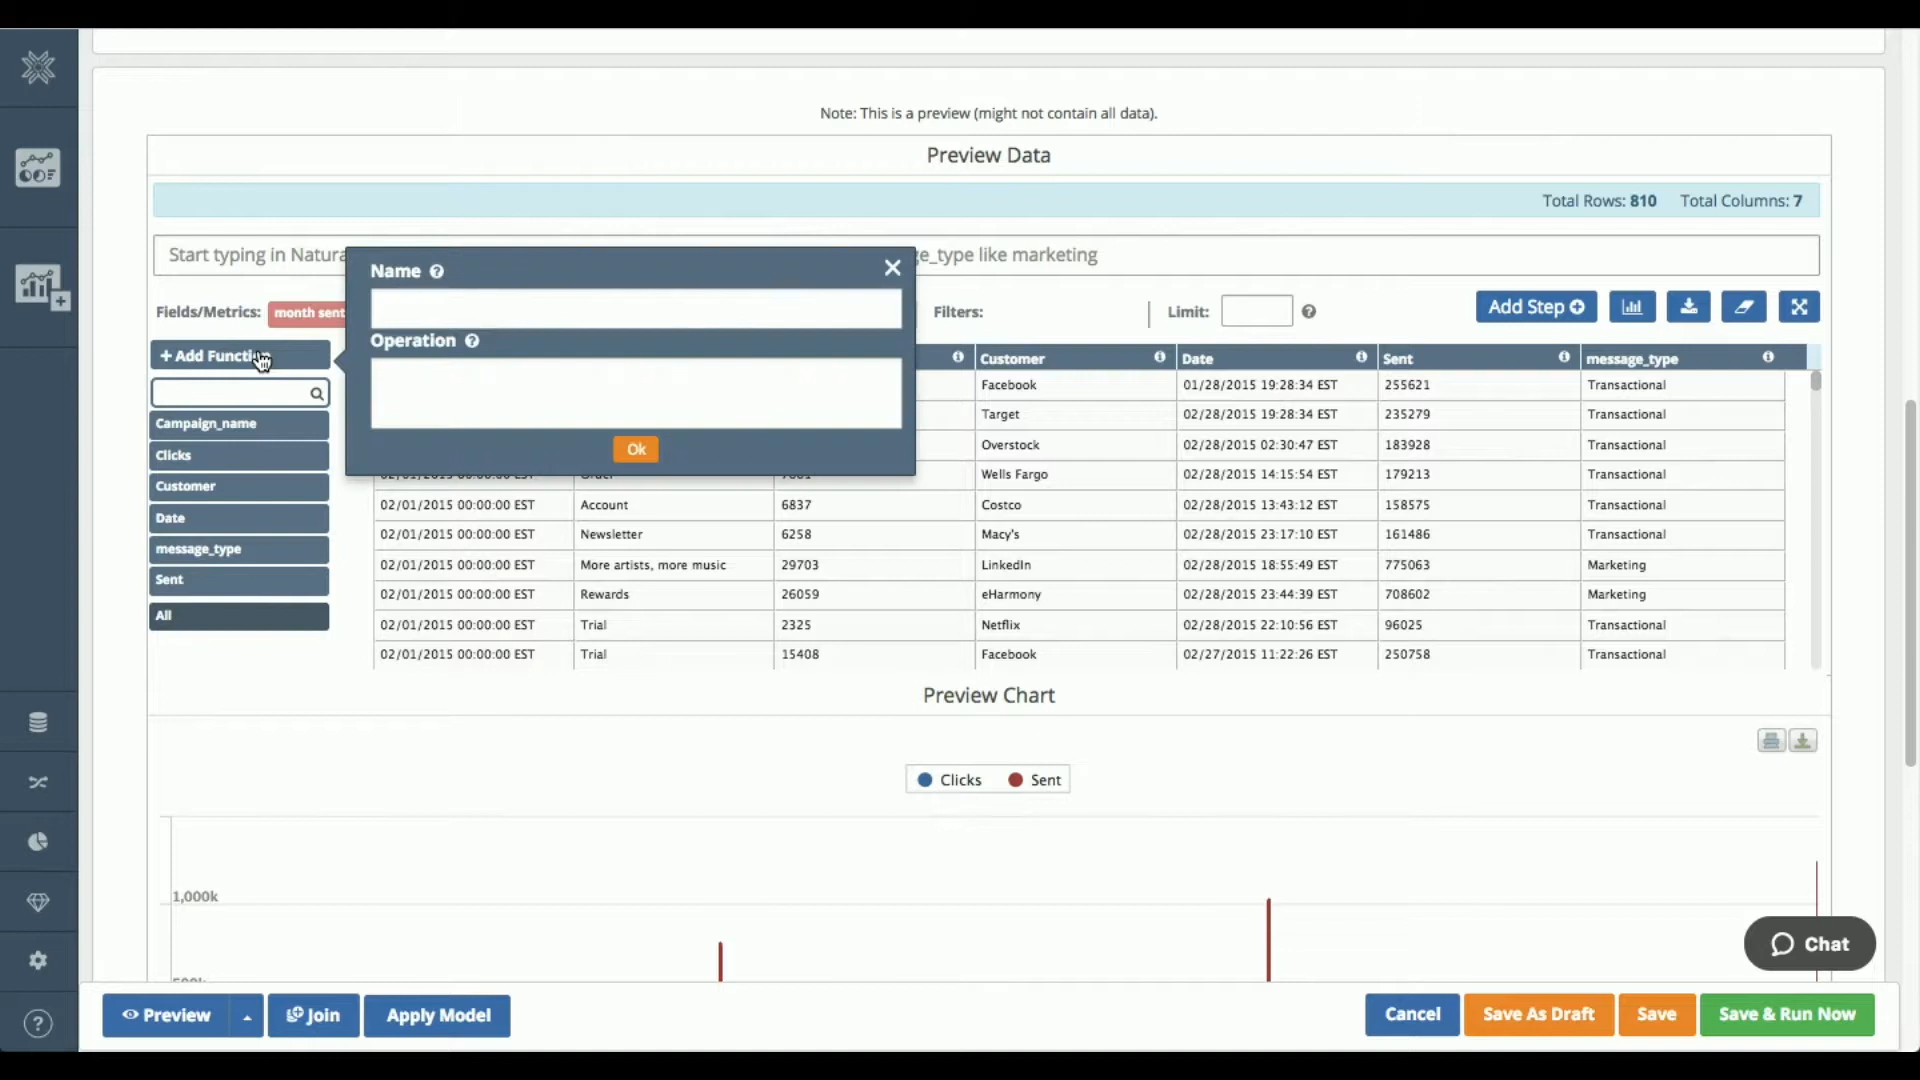 Note: This is a preview (might not contain all data).
Preview Data
Total Rows: 810 Total Columns: 7
Start typing in Natura
e_type like marketing
Name
Operation
Ok
Fields/Metrics: month sent
Filters:
Limit:
Add Step
+ Add Functi
Campaign_name
Clicks
Customer
Date
message_type
Sent
All
Customer Date Sent message_type
Facebook 01/28/2015 19:28:34 EST 255621 Transactional
Target 02/28/2015 19:28:34 EST 235279 Transactional
Overstock 02/28/2015 02:30:47 EST 183928 Transactional
Wells Fargo 02/28/2015 14:15:54 EST 179213 Transactional
02/01/2015 00:00:00 EST Account 6837 Costco 02/28/2015 13:43:12 EST 158575 Transactional
02/01/2015 00:00:00 EST Newsletter 6258 Macy's 02/28/2015 23:17:10 EST 161486 Transactional
02/01/2015 00:00:00 EST More artists, more music 29703 LinkedIn 02/28/2015 18:55:49 EST 775063 Marketing
02/01/2015 00:00:00 EST Rewards 26059 eHarmony 02/28/2015 23:44:39 EST 708602 Marketing
02/01/2015 00:00:00 EST Trial 2325 Netflix 02/28/2015 22:10:56 EST 96025 Transactional
02/01/2015 00:00:00 EST Trial 15408 Facebook 02/27/2015 11:22:26 EST 250758 Transactional
Preview Chart
Clicks Sent
1,000k
Chat
Preview
Join
Apply Model
Cancel
Save As Draft
Save
Save & Run Now